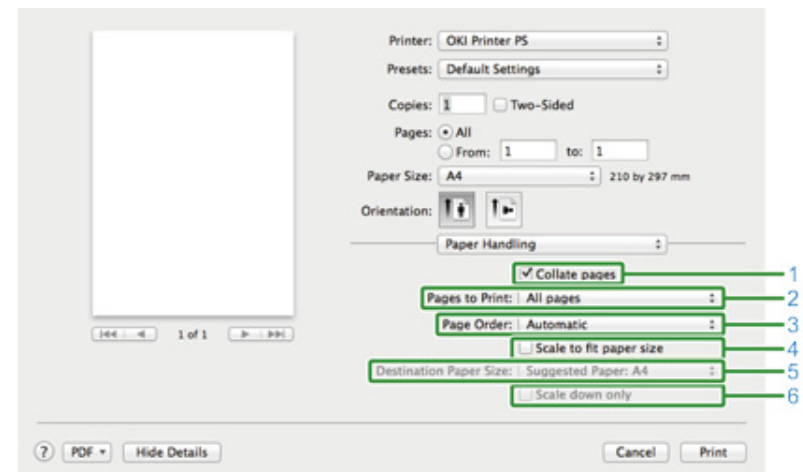 Printer: OKI Printer PS
Presets: Default Settings
Copies: 1 Two-Sided
Pages: All
From: 1 to: 1
Paper Size: A4 210 by 297 mm
Orientation:
Paper Handling
Collate pages 1
Pages to Print: All pages 2
Page Order: Automatic 3
Scale to fit paper size 4
Destination Paper Size: Suggested Paper: A4 5
Scale down only 6
1 of 1
? PDF Hide Details Cancel Print